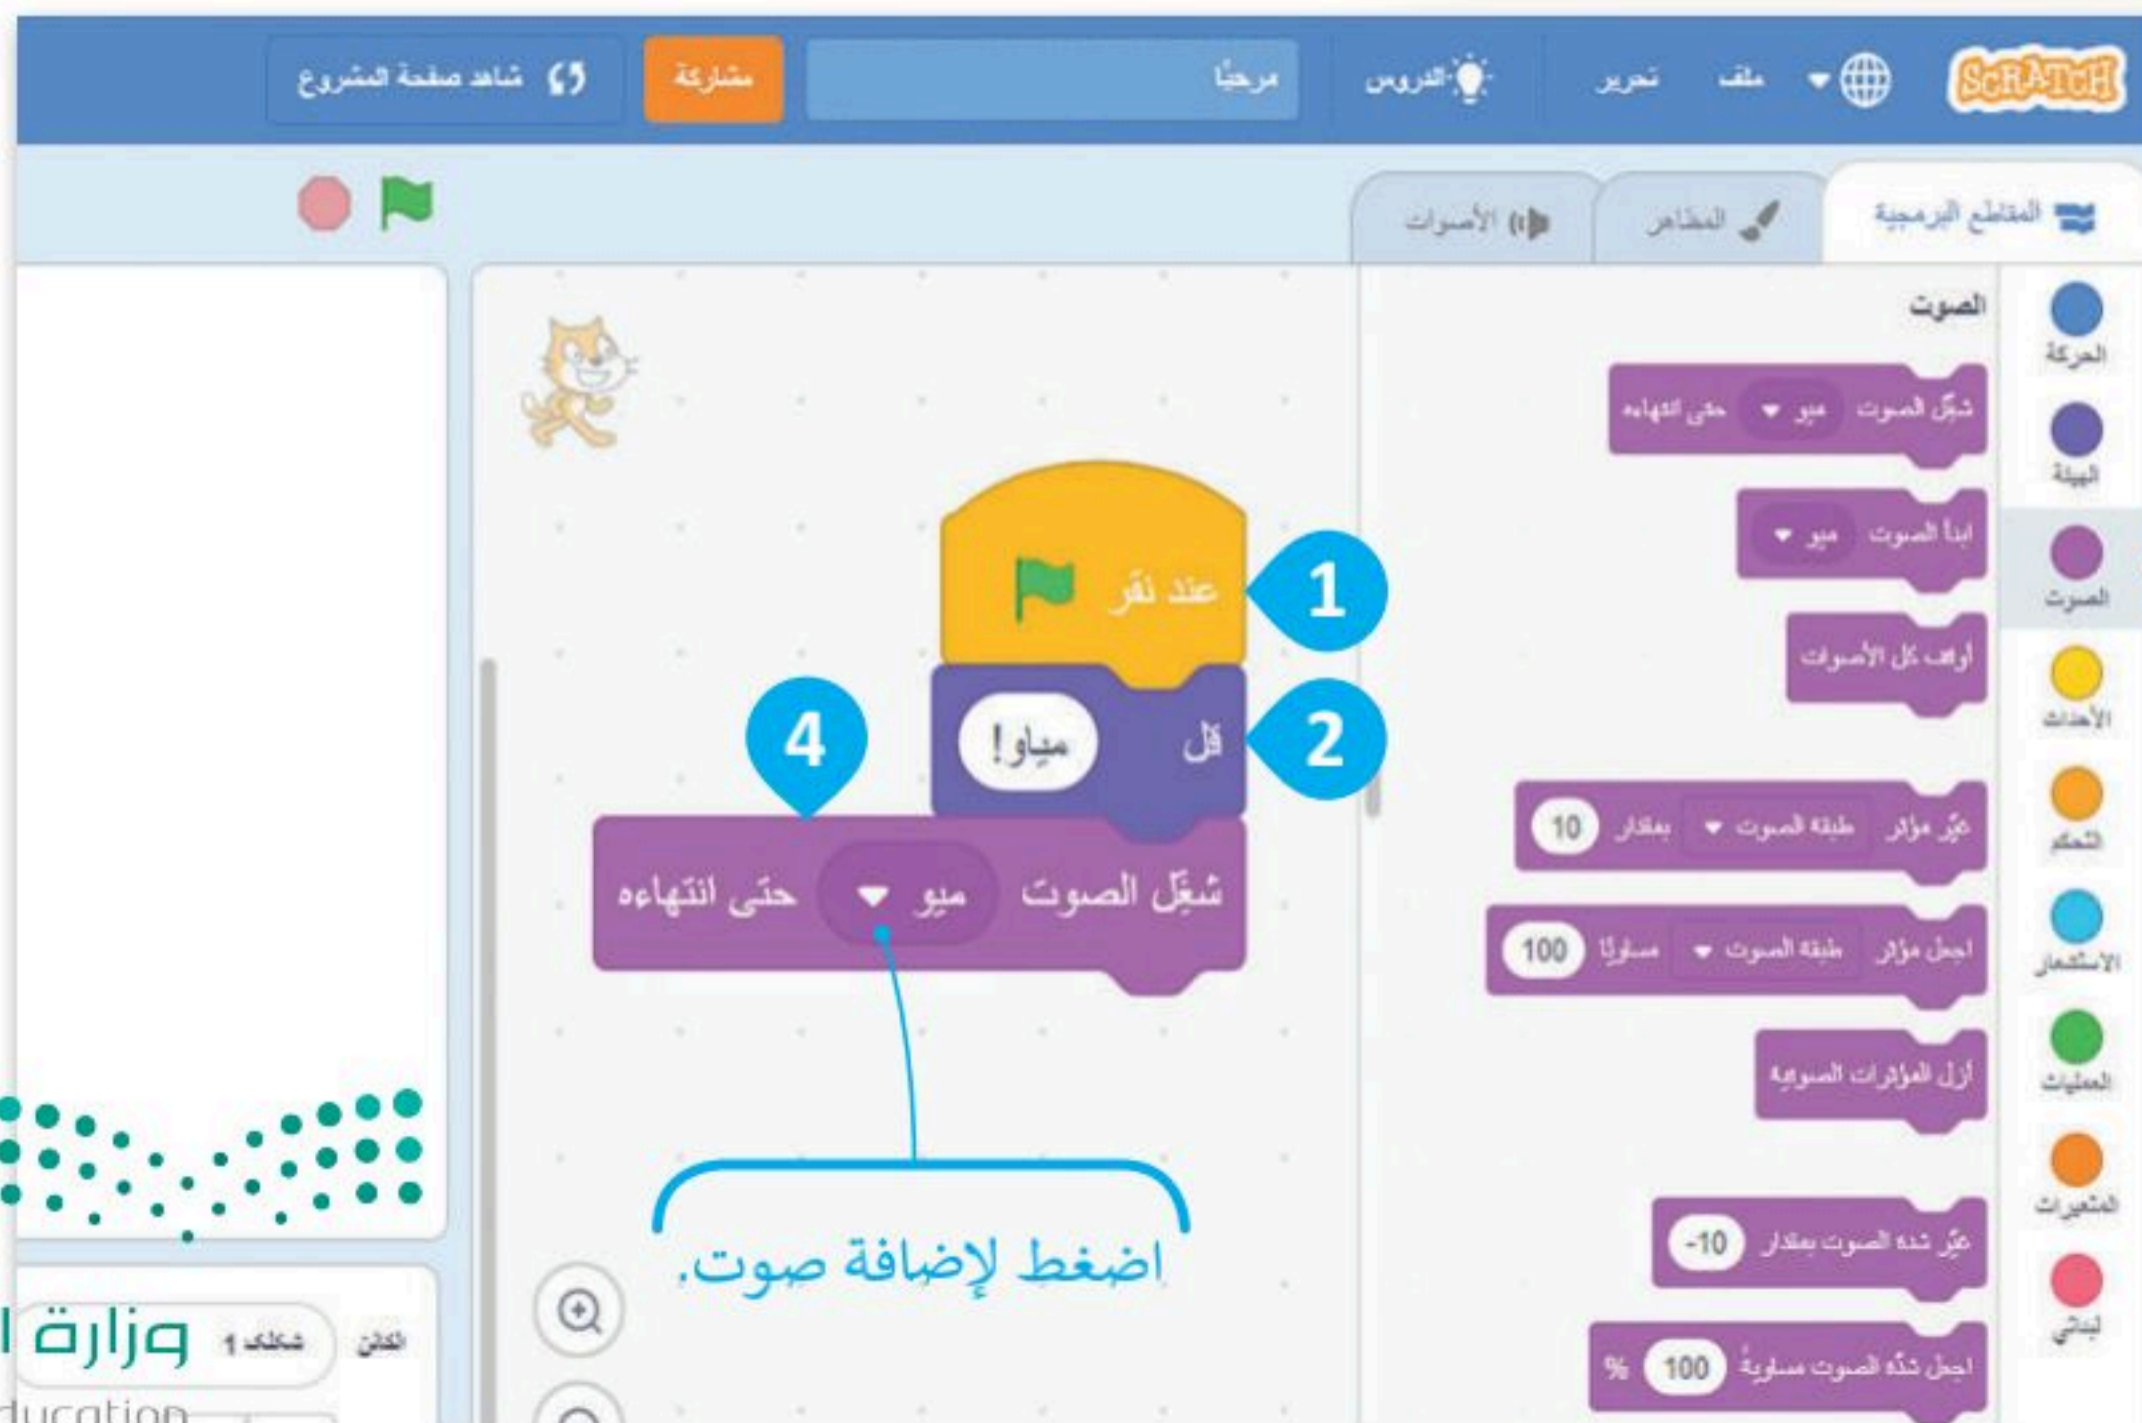 SCRATCH ملف تحرير الدروس مرحبًا مشاركة شاهد صفحة المشروع
المقاطع البرمجية المظاهر الأصوات
الحركة
الهيئة
الصوت
الأحداث
التحكم
الاستشعار
العمليات
المتغيرات
لبناتي
الصوت
شغّل الصوت ميو حتى انتهاءه
ابدأ الصوت ميو
أوقف كل الأصوات
غيّر مؤثر طبقة الصوت بمقدار 10
اجعل مؤثر طبقة الصوت مساويًا 100
أزل المؤثرات الصوتية
غيّر شدة الصوت بمقدار -10
اجعل شدّة الصوت مساويةً 100 %
1
عند نقر
2
قُل مياو!
4
شغّل الصوت ميو حتى انتهاءه
اضغط لإضافة صوت.
الكائن شكلك 1
وزارة
ducation